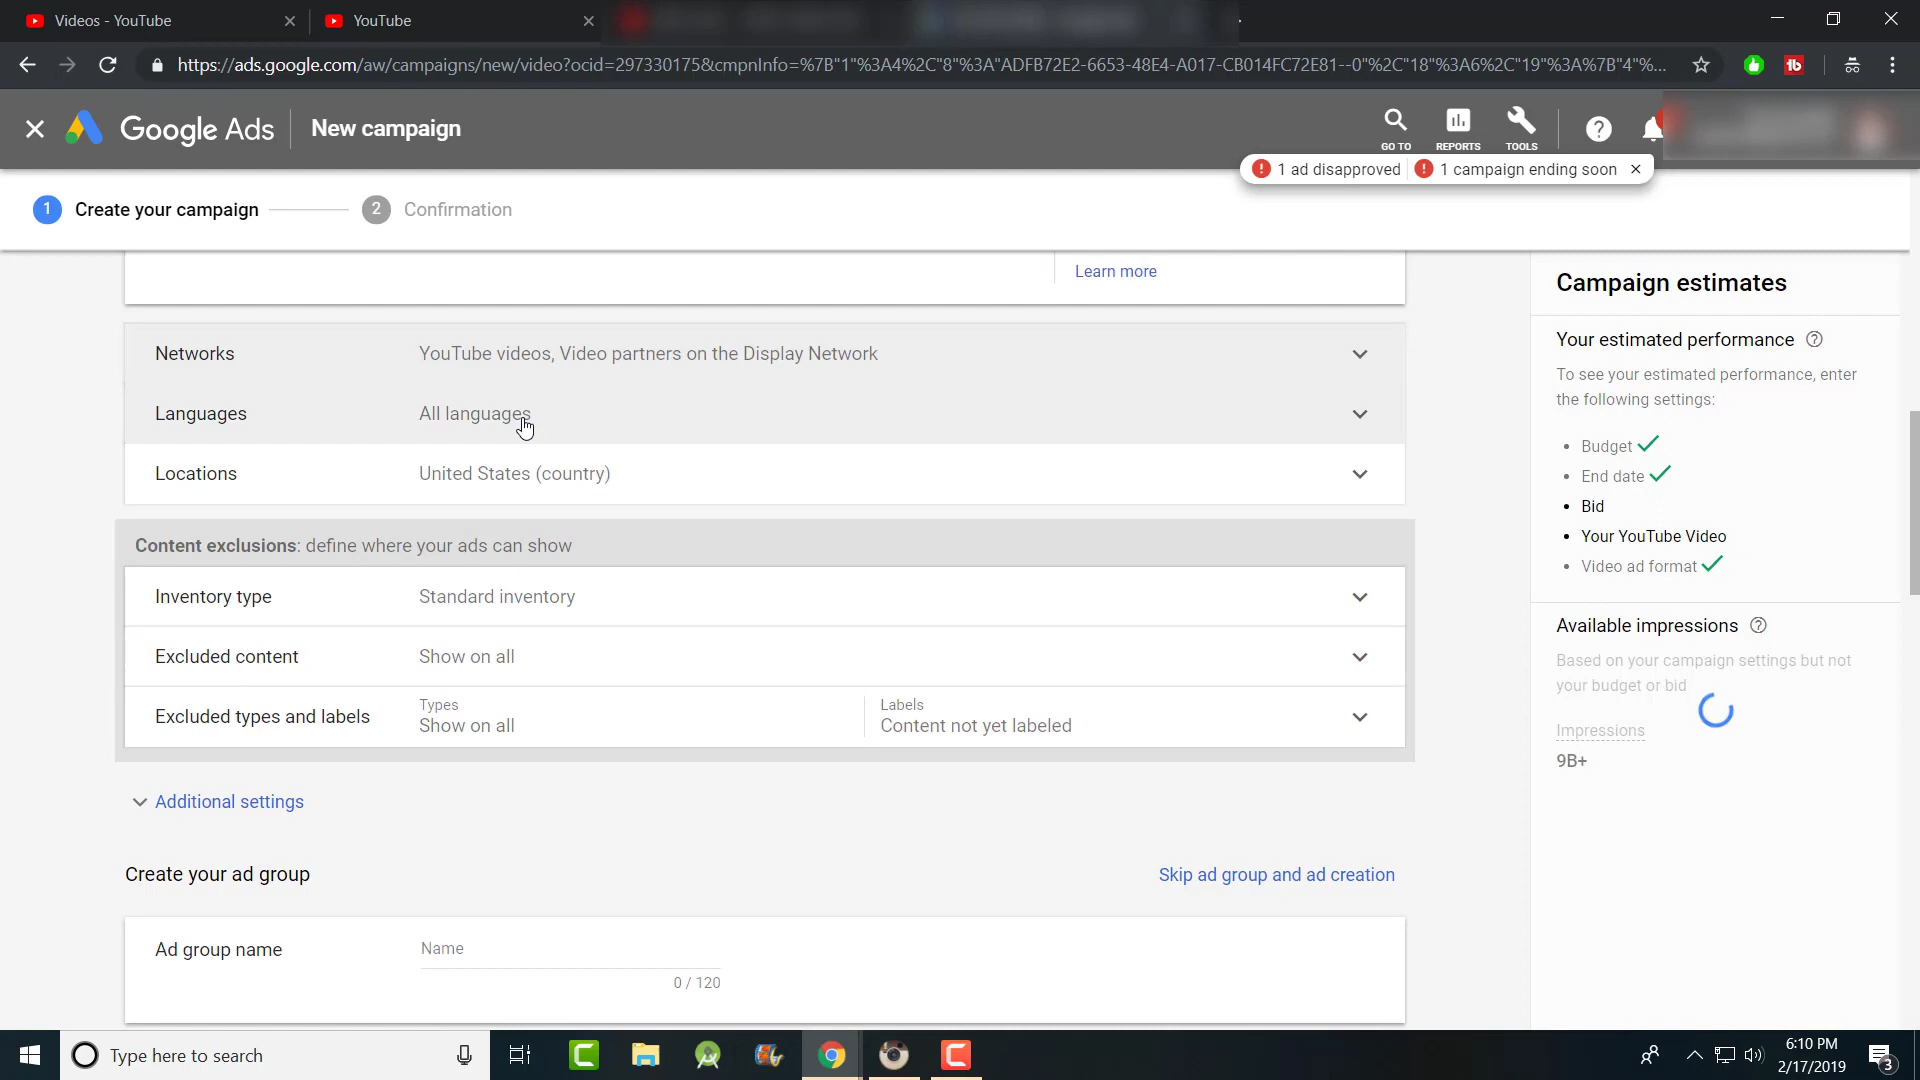 Videos - YouTube
YouTube
https://ads.google.com/aw/campaigns/new/video?ocid=297330175&cmpnInfo=%7B"1"%3A4%2C"8"%3A"ADFB72E2-6653-48E4-A017-CB014FC72E81--0"%2C"18"%3A6%2C"19"%3A%7B"4"%...
tb
Google Ads
New campaign
GO TO
REPORTS
TOOLS
1 ad disapproved
1 campaign ending soon
1 Create your campaign
2 Confirmation
Learn more
Networks YouTube videos, Video partners on the Display Network
Languages All languages
Locations United States (country)
Content exclusions: define where your ads can show
Inventory type Standard inventory
Excluded content Show on all
Excluded types and labels
Types
Show on all
Labels
Content not yet labeled
Additional settings
Create your ad group
Skip ad group and ad creation
Ad group name Name
0 / 120
Campaign estimates
Your estimated performance
To see your estimated performance, enter
the following settings:
Budget
End date
Bid
Your YouTube Video
Video ad format
Available impressions
Based on your campaign settings but not
your budget or bid
Impressions
9B+
Type here to search
6:10 PM
2/17/2019
3